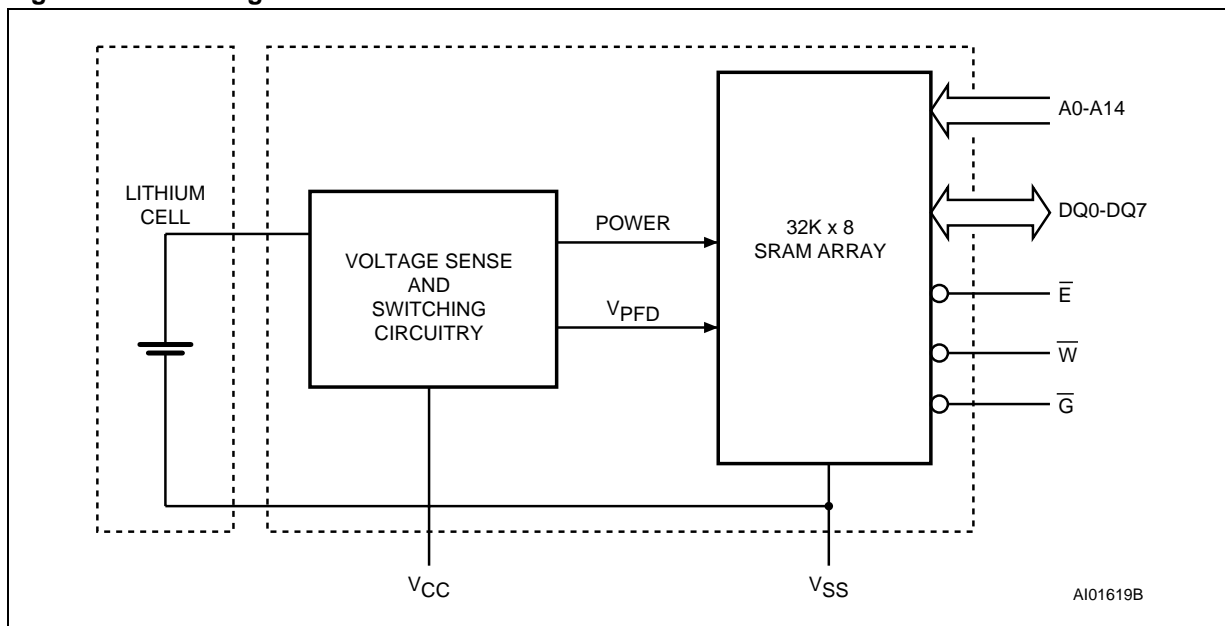 LITHIUM
CELL
VOLTAGE SENSE
AND
SWITCHING
CIRCUITRY
POWER
VPFD
32K x 8
SRAM ARRAY
A0-A14
DQ0-DQ7
E̅
W̅
G̅
VCC
VSS
AI01619B